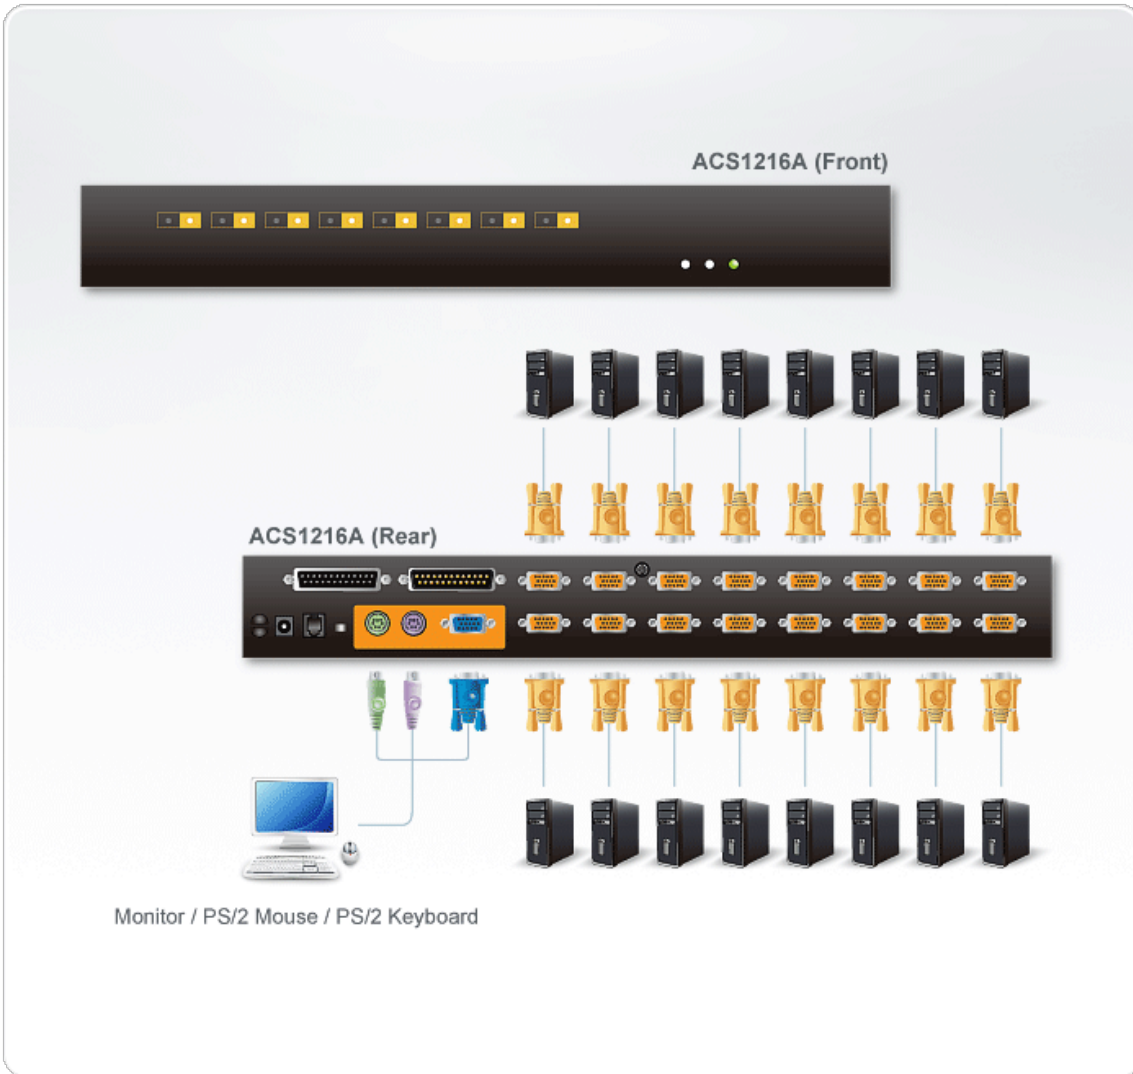 ACS1216A (Front)
ACS1216A (Rear)
Monitor / PS/2 Mouse / PS/2 Keyboard